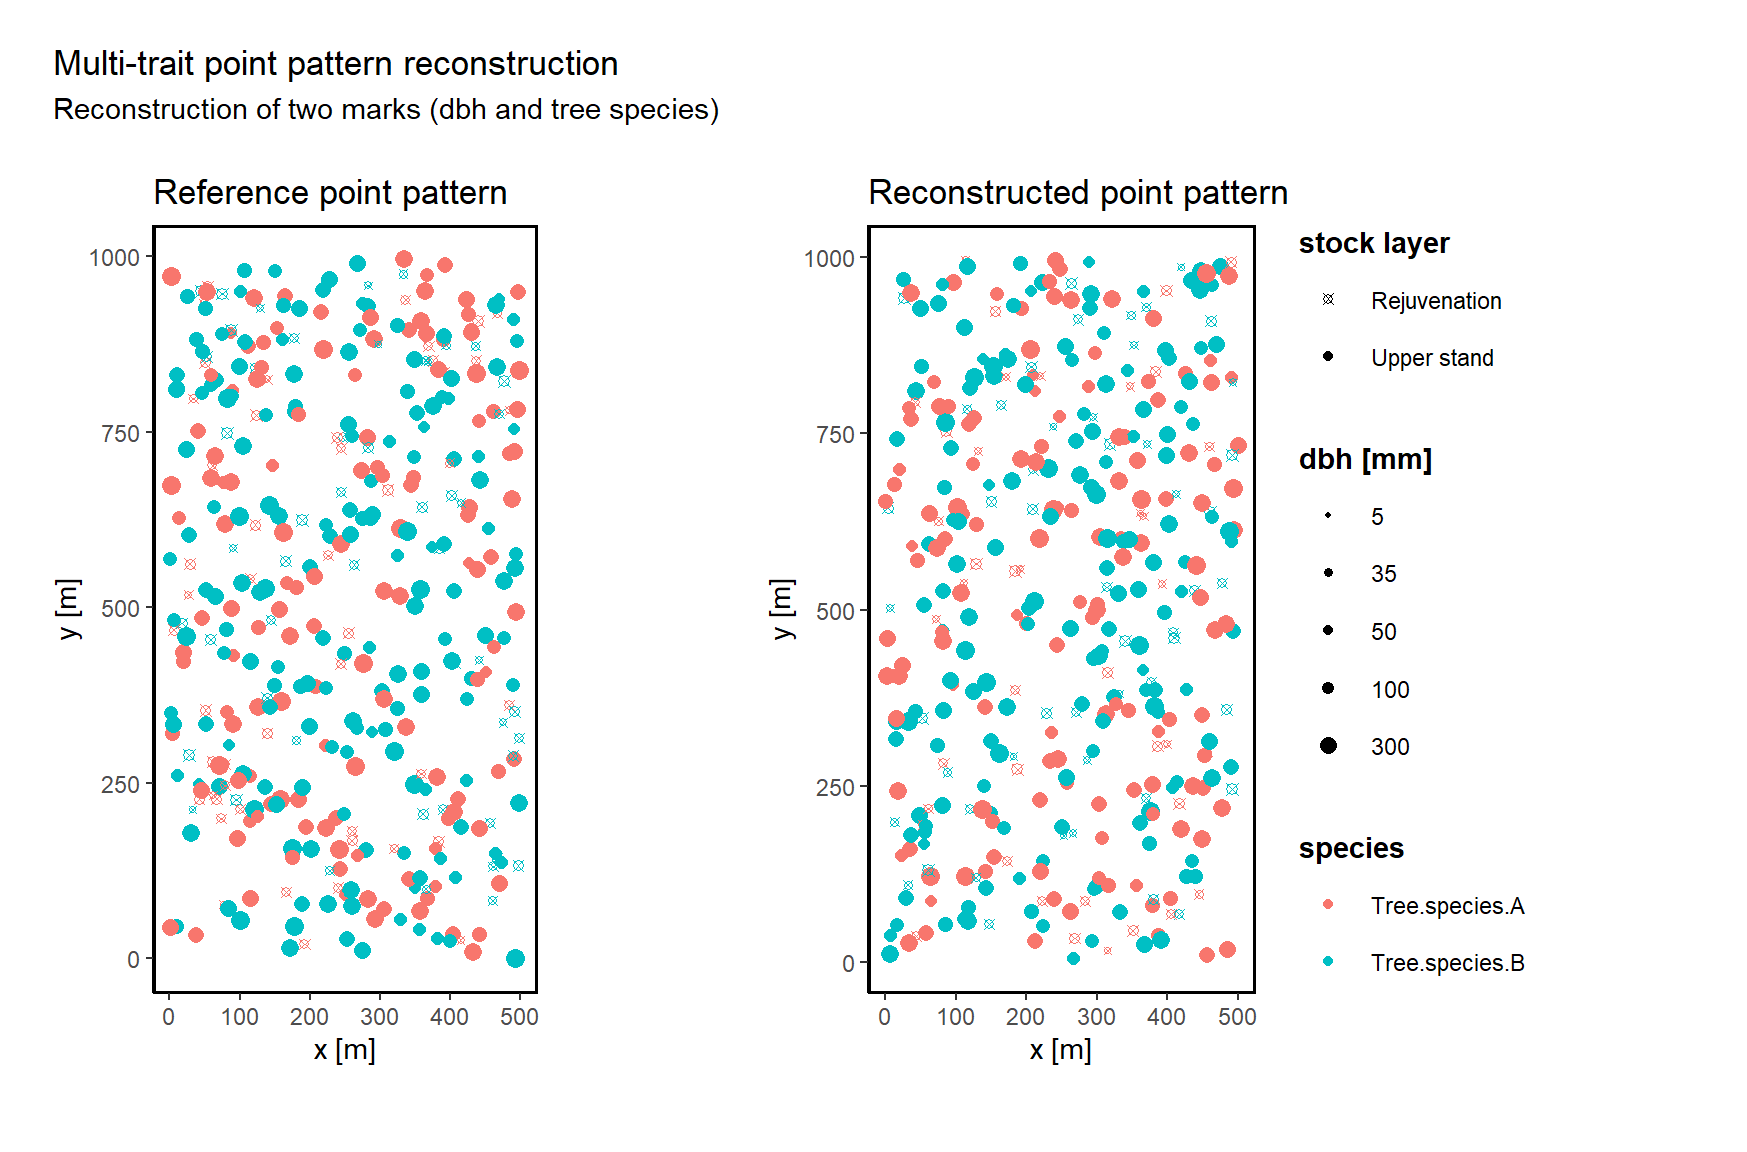 Multi-trait point pattern reconstruction
Reconstruction of two marks (dbh and tree species)
Reference point pattern
1000
750
500
250
0
y [m]
0 100 200 300 400 500
x [m]
Reconstructed point pattern
1000
750
500
250
0
y [m]
0 100 200 300 400 500
x [m]
stock layer
Rejuvenation
Upper stand
dbh [mm]
5
35
50
100
300
species
Tree.species.A
Tree.species.B